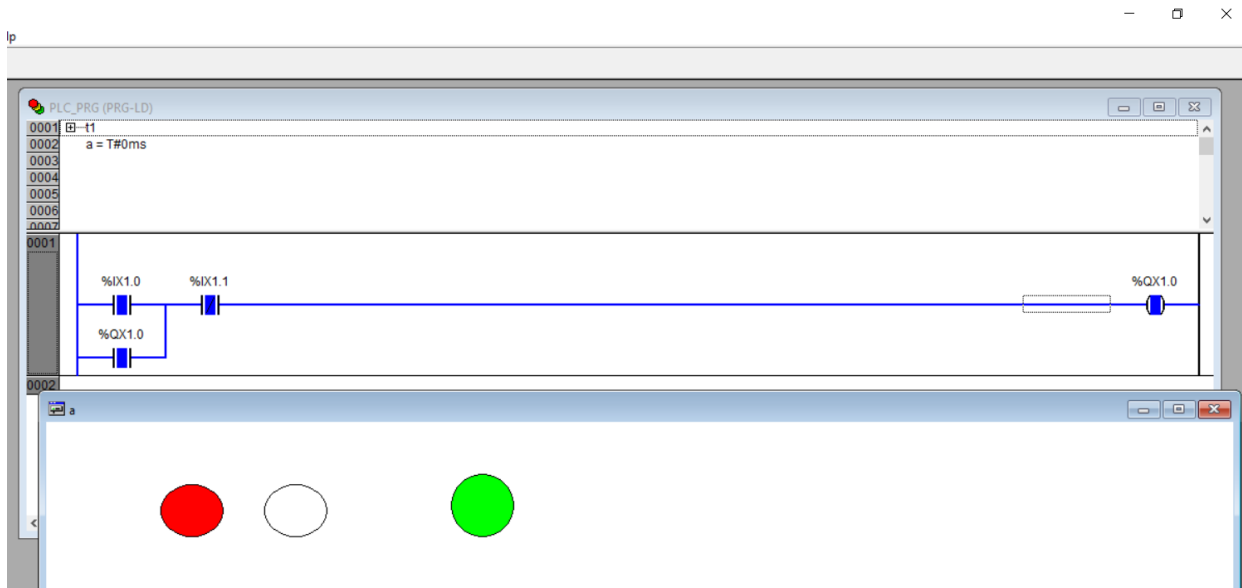 lp
PLC_PRG (PRG-LD)
0001 t1
0002 a = T#0ms
0003
0004
0005
0006
0007
0001
%IX1.0 %IX1.1 %QX1.0
%QX1.0
0002
a